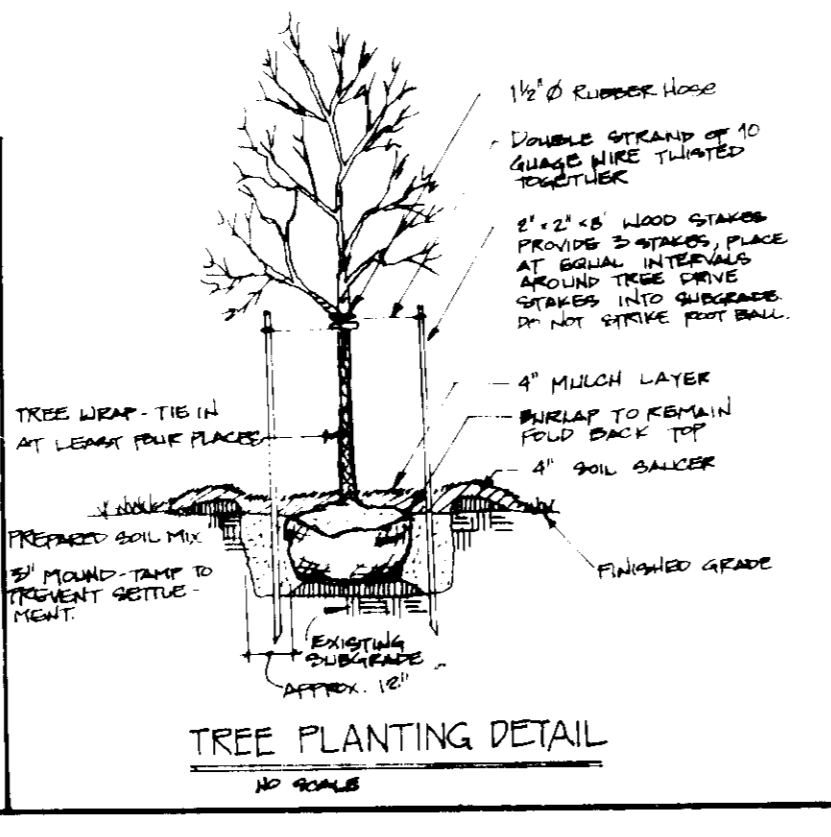 1½" Ø RUBBER HOSE
DOUBLE STRAND OF 10
GUAGE WIRE TWISTED
TOGETHER
2" × 2" × 8' WOOD STAKES
PROVIDE 3 STAKES, PLACE
AT EQUAL INTERVALS
AROUND TREE DRIVE
STAKES INTO SUBGRADE.
DO NOT STRIKE ROOT BALL.
4" MULCH LAYER
TREE WRAP - TIE IN
AT LEAST FOUR PLACES
BURLAP TO REMAIN
FOLD BACK TOP
4" SOIL SAUCER
PREPARED SOIL MIX
3" MOUND - TAMP TO
PREVENT SETTLE-
MENT.
FINISHED GRADE
EXISTING
SUBGRADE
APPROX. 12"
TREE PLANTING DETAIL
NO SCALE